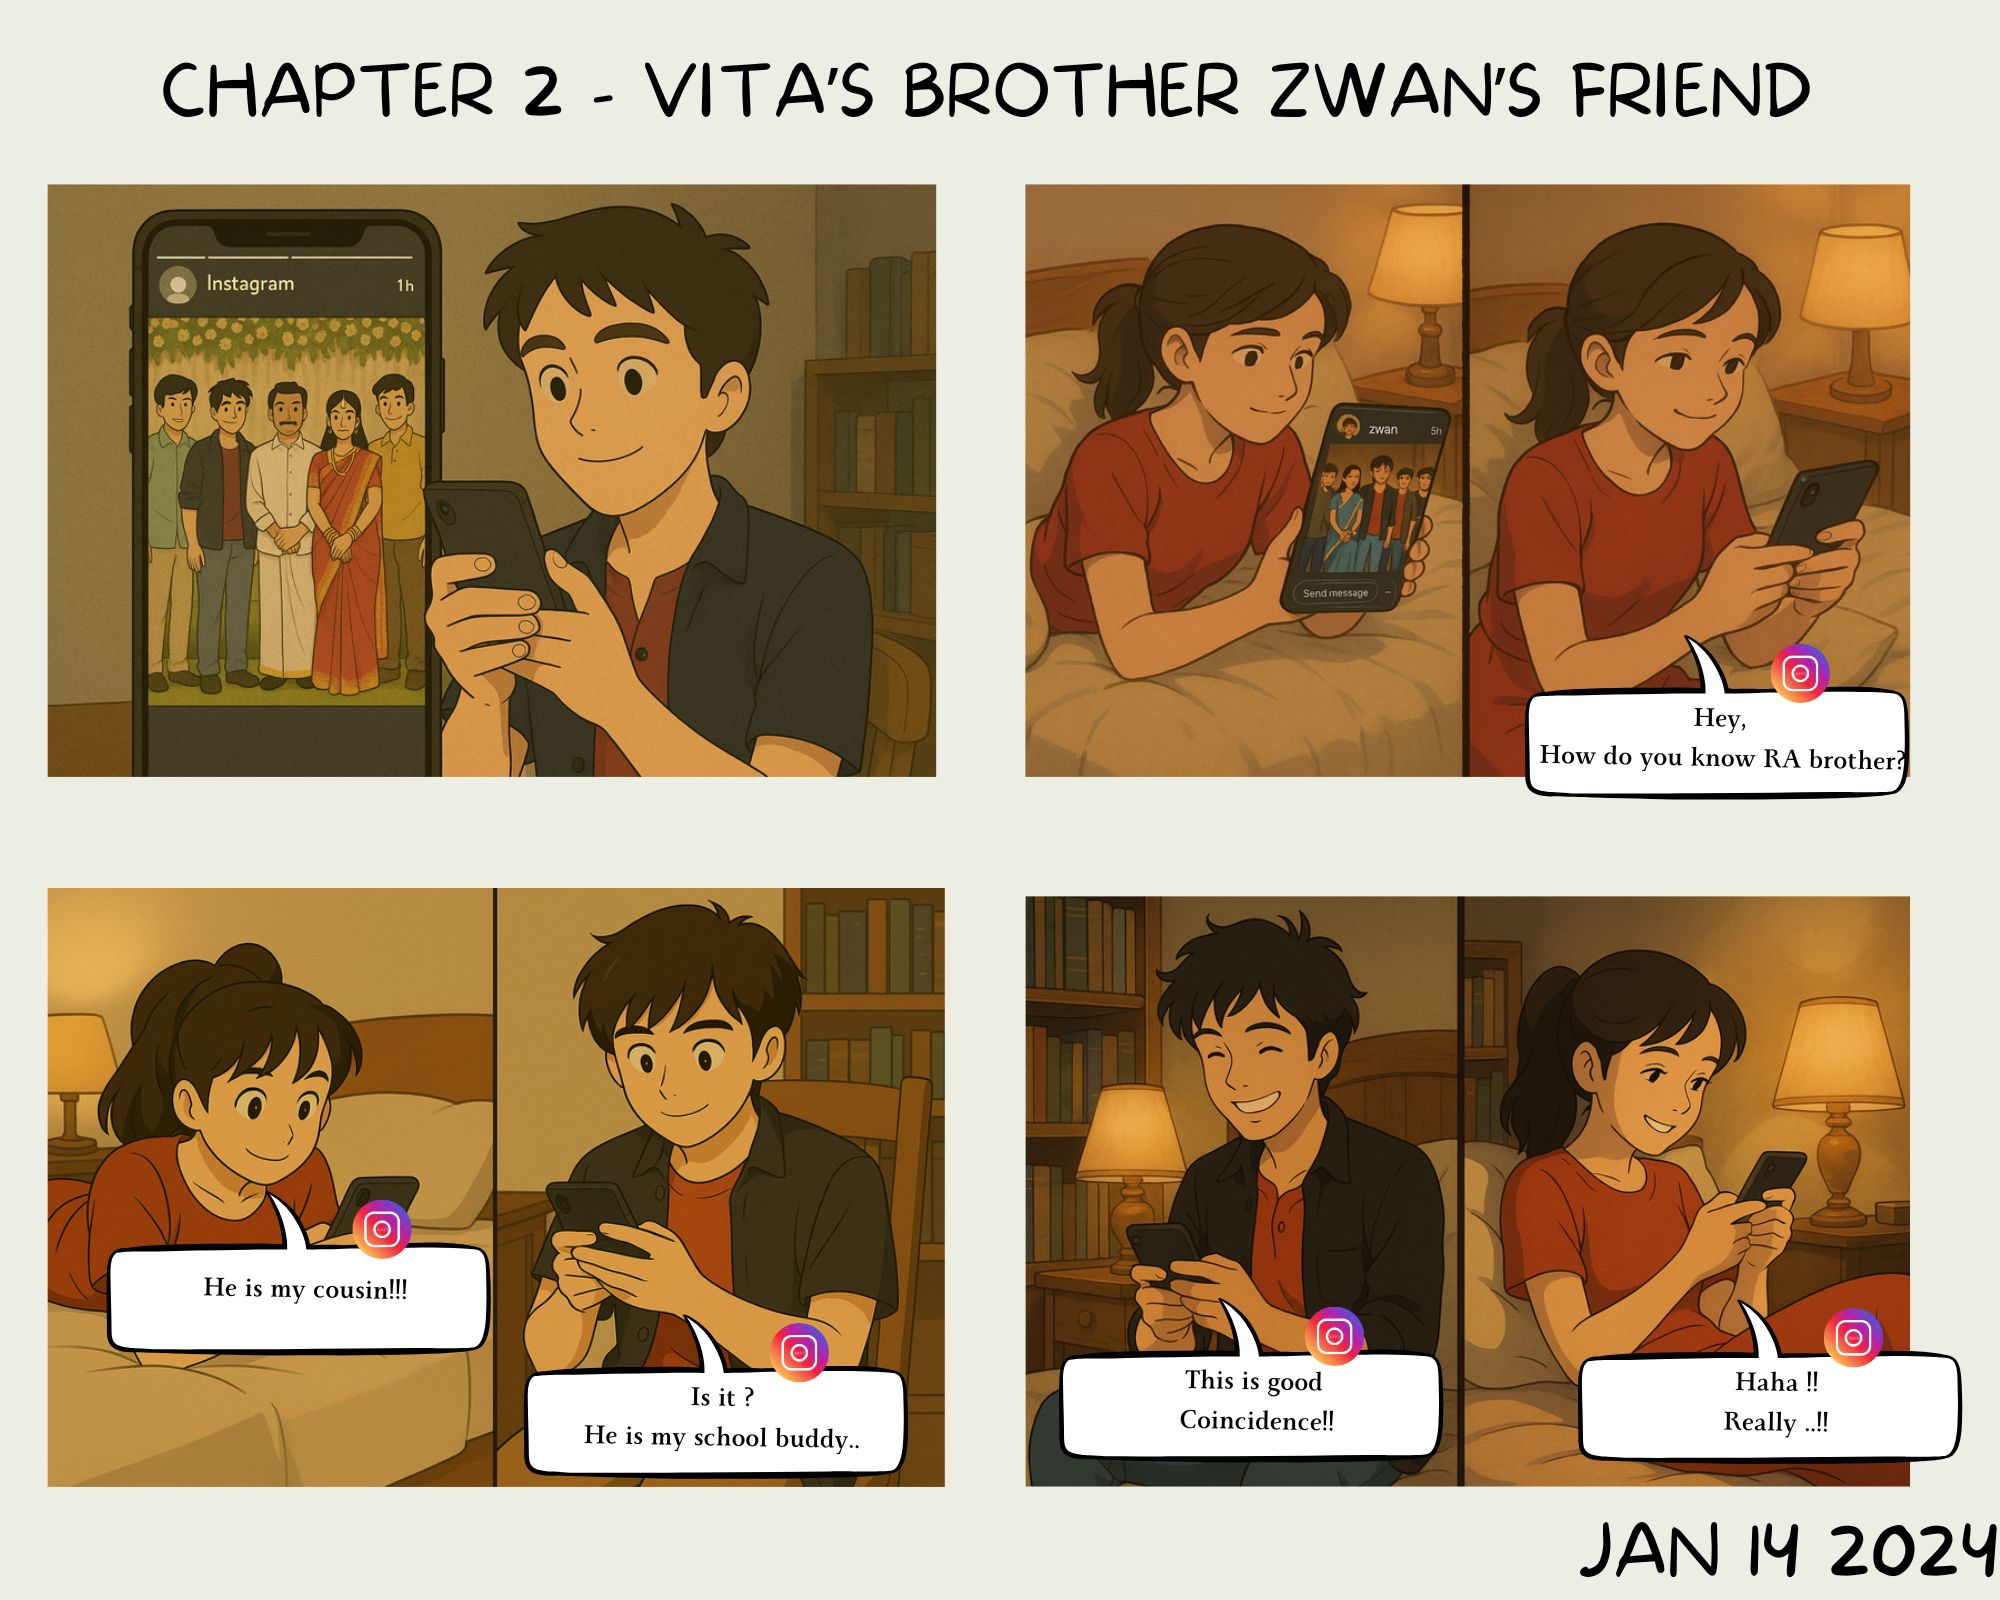 CHAPTER 2 - VITA'S BROTHER ZWAN'S FRIEND
Instagram
1h
zwan
5h
Send message
Hey,
How do you know RA brother?
He is my cousin!!!
Is it ?
He is my school buddy..
This is good
Coincidence!!
Haha !!
Really ..!!
JAN 14 2024